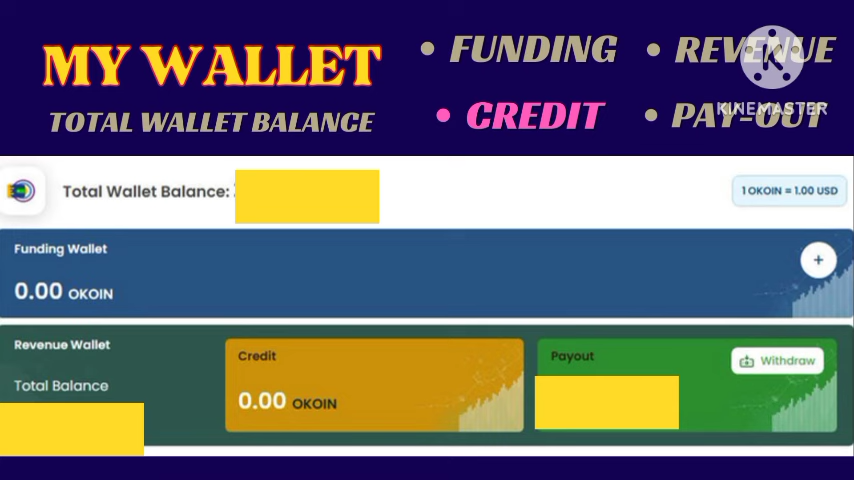 MY WALLET
TOTAL WALLET BALANCE
• FUNDING
• REVENUE
• CREDIT
• PAY-OUT
KINEMASTER
Total Wallet Balance:
1 OKOIN = 1.00 USD
Funding Wallet
+
0.00 OKOIN
Revenue Wallet
Total Balance
Credit
0.00 OKOIN
Payout
Withdraw